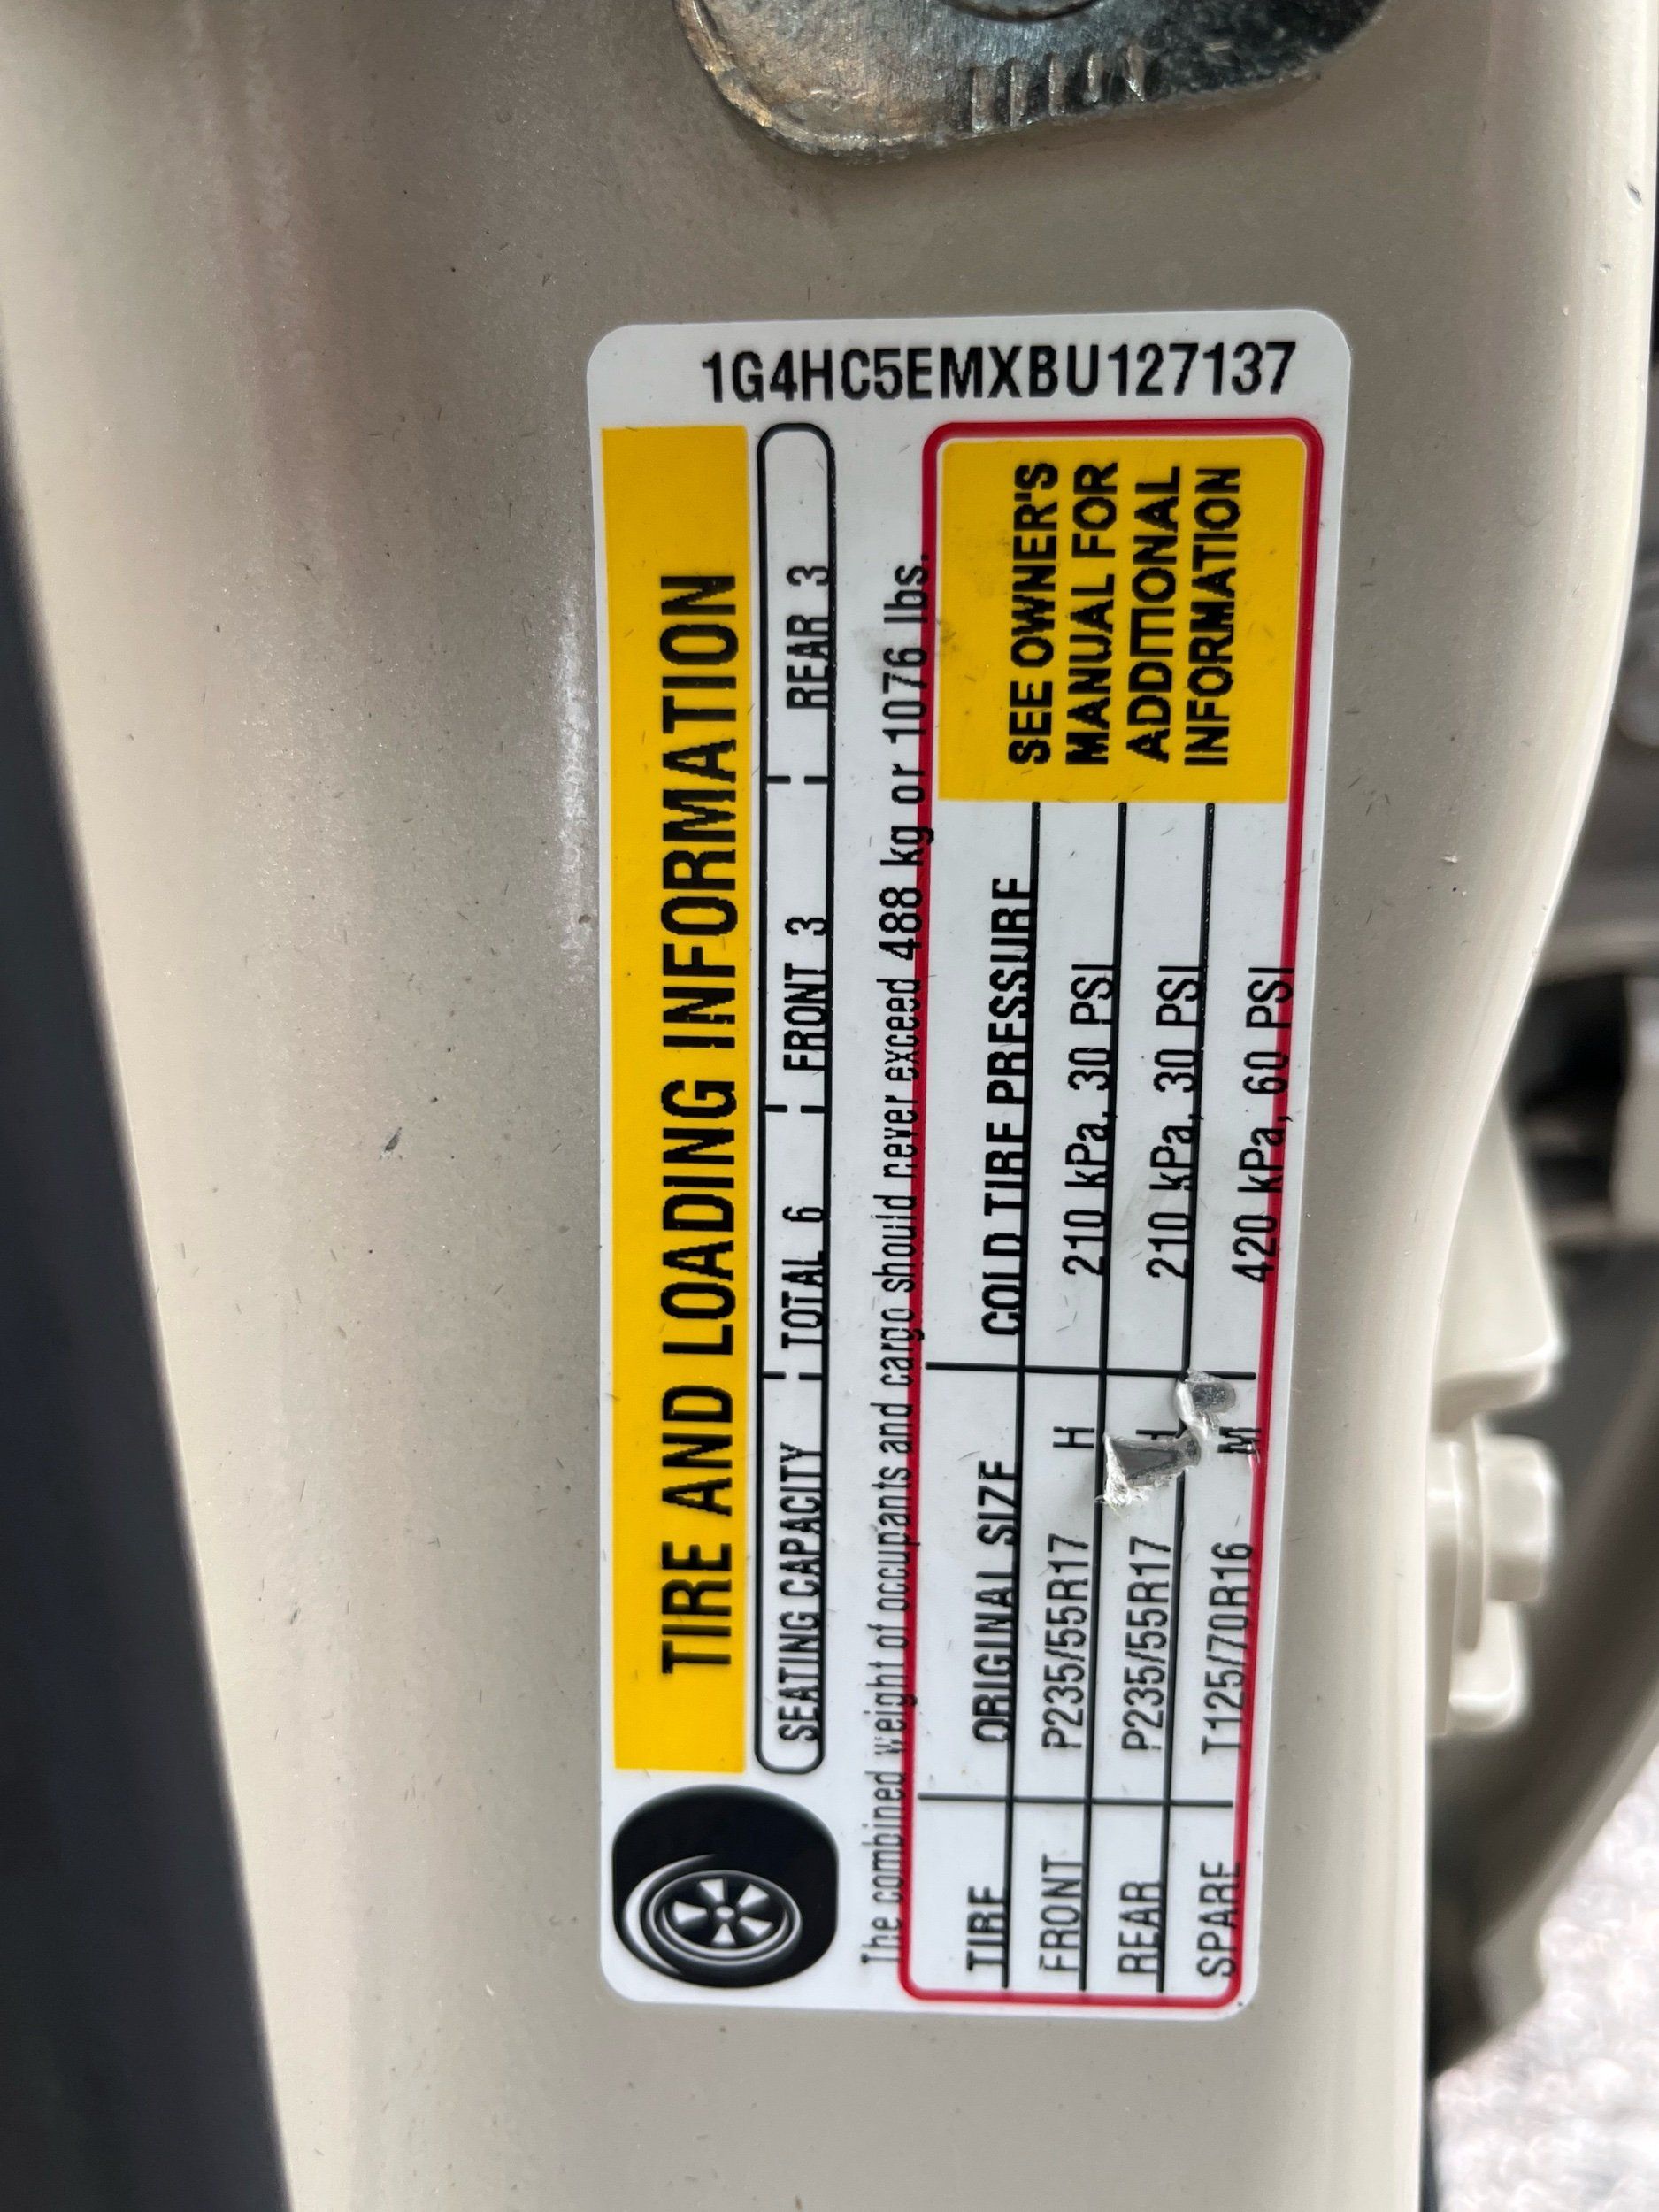 1G4HC5EMXBU127137
TIRE AND LOADING INFORMATION
SEATING CAPACITY TOTAL 6 FRONT 3 REAR 3
The combined weight of occupants and cargo should never exceed 488 kg or 1076 lbs.
TIRE ORIGINAL SIZE COLD TIRE PRESSURE
FRONT P235/55R17 H 210 kPa, 30 PSI
REAR P235/55R17 210 kPa, 30 PSI
SPARE T125/70R16 M 420 kPa, 60 PSI
SEE OWNER'S
MANUAL FOR
ADDITIONAL
INFORMATION